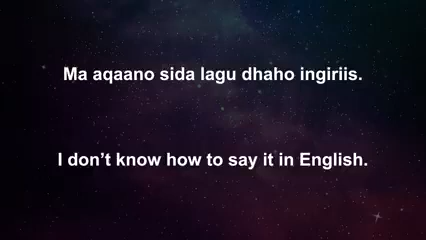 Ma aqaano sida lagu dhaho ingiriis.
I don’t know how to say it in English.